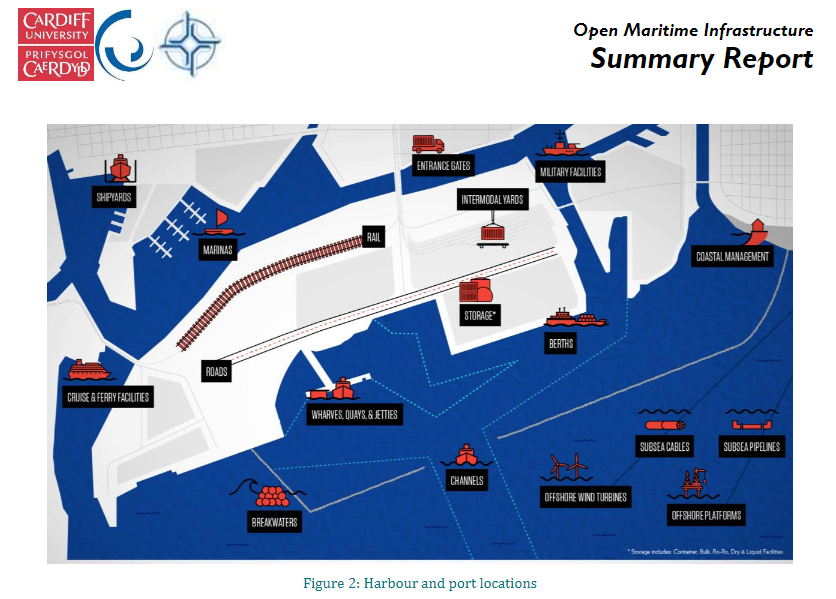 CARDIFF
UNIVERSITY
PRIFYSGOL
CAERDYDD
Open Maritime Infrastructure
Summary Report
ENTRANCE GATES
MILITARY FACILITIES
SHIPYARDS
INTERMODAL YARDS
MARINAS
RAIL
COASTAL MANAGEMENT
STORAGE*
BERTHS
ROADS
CRUISE & FERRY FACILITIES
WHARVES, QUAYS, & JETTIES
SUBSEA CABLES
SUBSEA PIPELINES
CHANNELS
OFFSHORE WIND TURBINES
OFFSHORE PLATFORMS
BREAKWATERS
* Storage includes: Container, Bulk, Ro-Ro, Dry & Liquid Facilities
Figure 2: Harbour and port locations